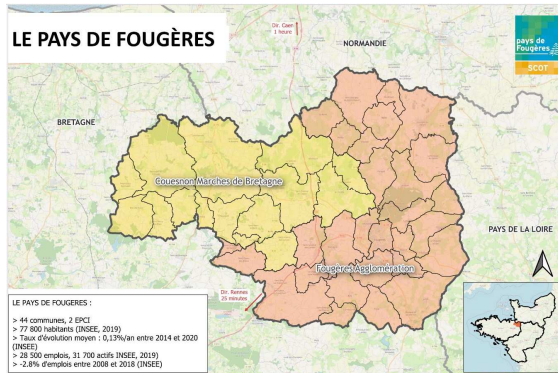 LE PAYS DE FOUGÈRES
Dir. Caen
1 heure
NORMANDIE
pays de
Fougères
SCOT
BRETAGNE
Couesnon Marches de Bretagne
PAYS DE LA LOIRE
Fougères Agglomération
Dir. Rennes
25 minutes
LE PAYS DE FOUGERES :
> 44 communes, 2 EPCI
> 77 800 habitants (INSEE, 2019)
> Taux d'évolution moyen : 0,13%/an entre 2014 et 2020
(INSEE)
> 28 500 emplois, 31 700 actifs INSEE, 2019)
> -2.8% d'emplois entre 2008 et 2018 (INSEE)